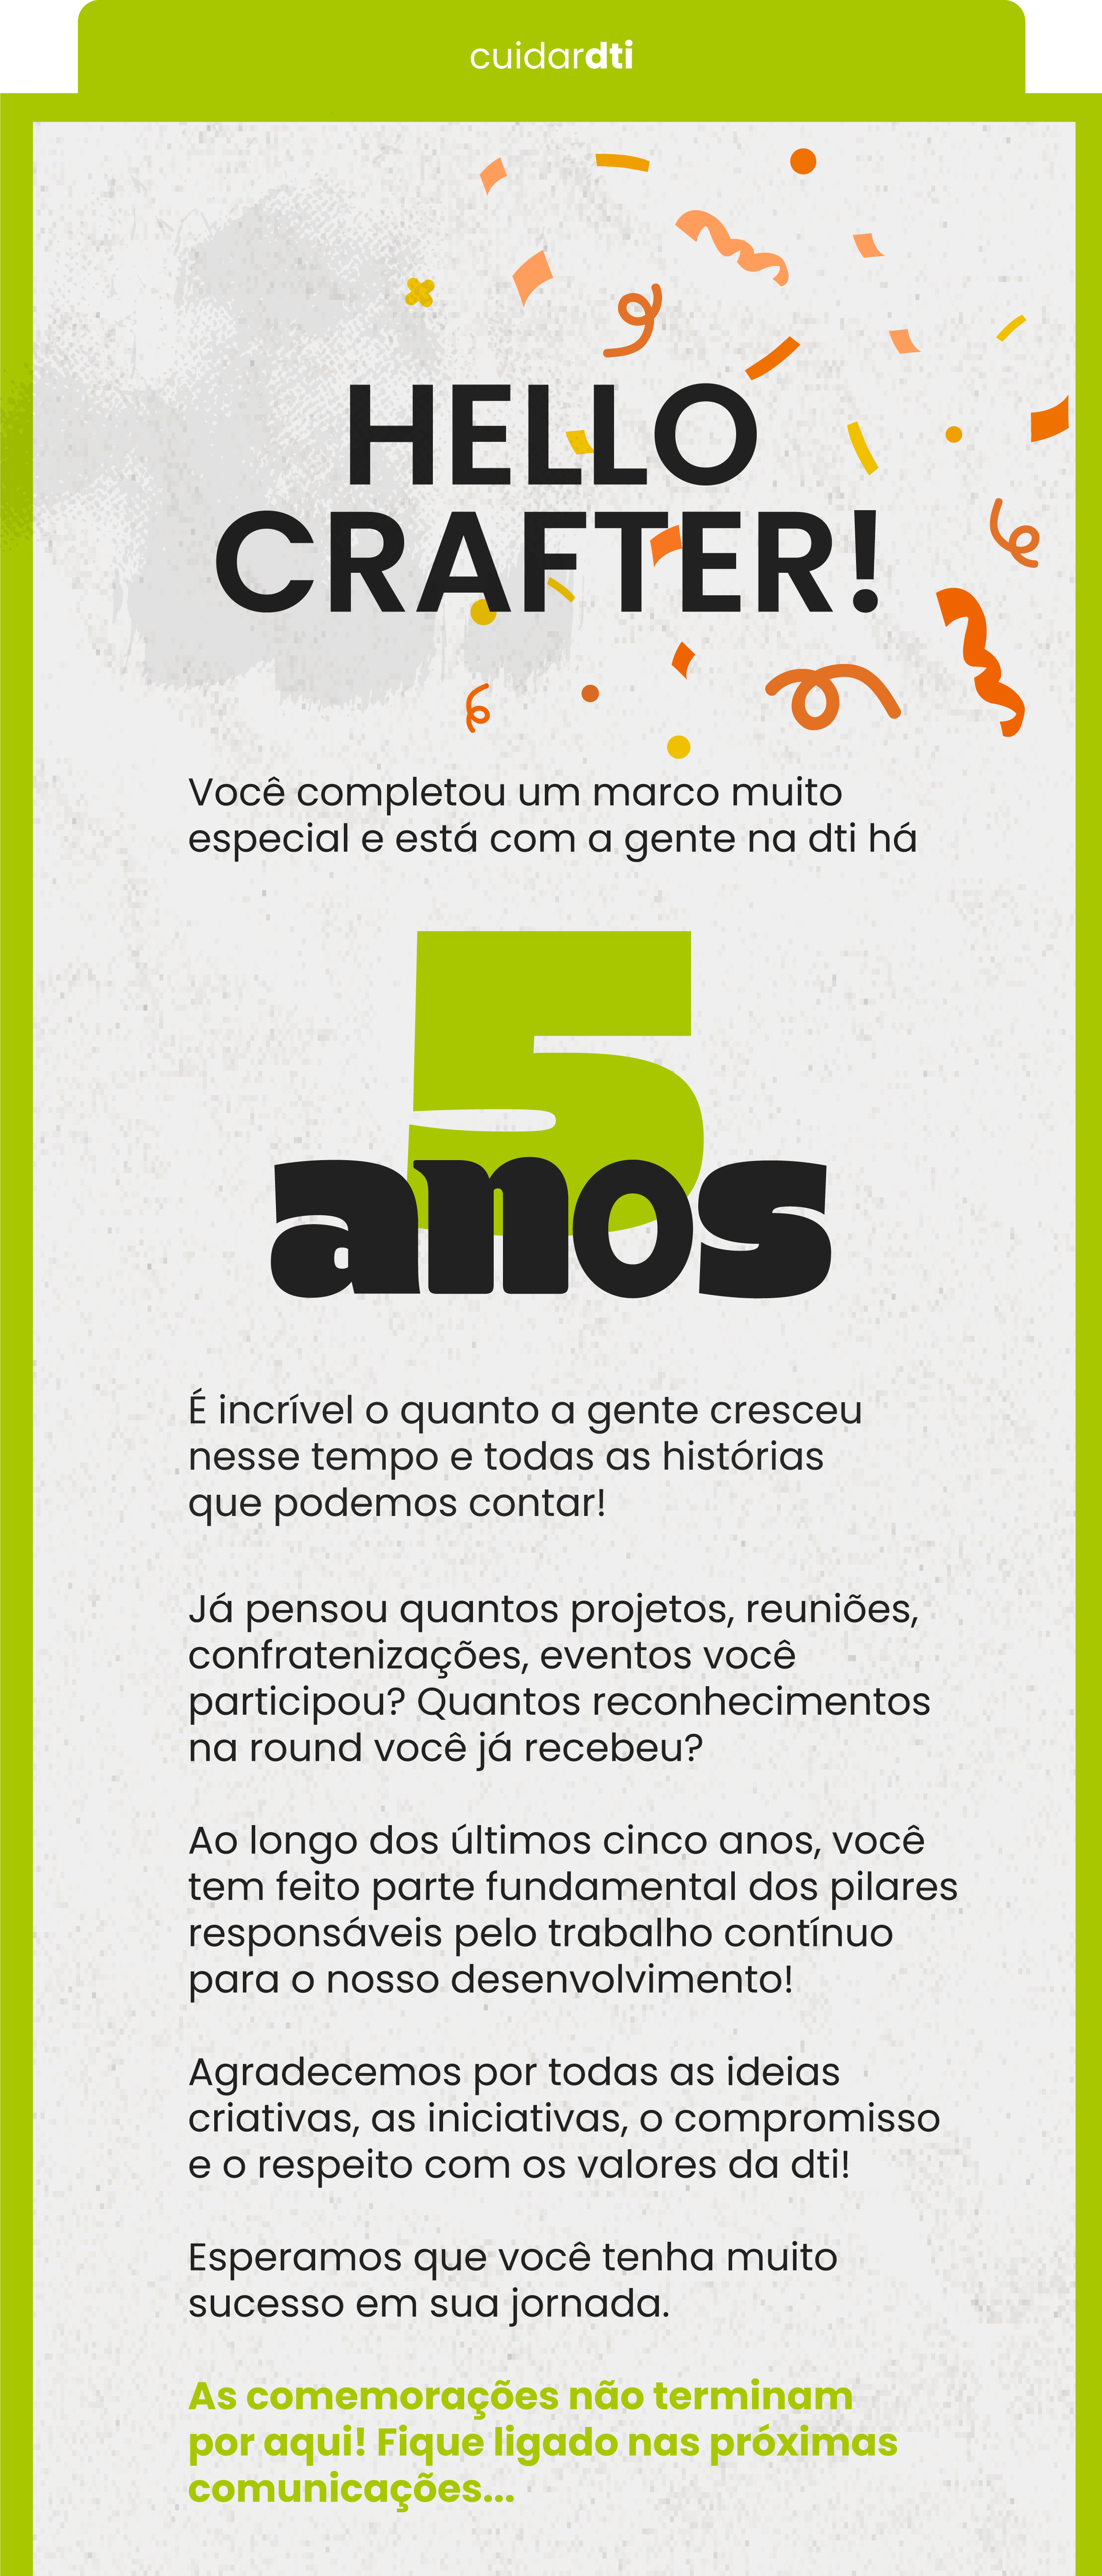 cuidardti
HELLO
CRAFTER!
Você completou um marco muito
especial e está com a gente na dti há
5
anos
É incrível o quanto a gente cresceu
nesse tempo e todas as histórias
que podemos contar!
Já pensou quantos projetos, reuniões,
confratenizações, eventos você
participou? Quantos reconhecimentos
na round você já recebeu?
Ao longo dos últimos cinco anos, você
tem feito parte fundamental dos pilares
responsáveis pelo trabalho contínuo
para o nosso desenvolvimento!
Agradecemos por todas as ideias
criativas, as iniciativas, o compromisso
e o respeito com os valores da dti!
Esperamos que você tenha muito
sucesso em sua jornada.
As comemorações não terminam
por aqui! Fique ligado nas próximas
comunicações...